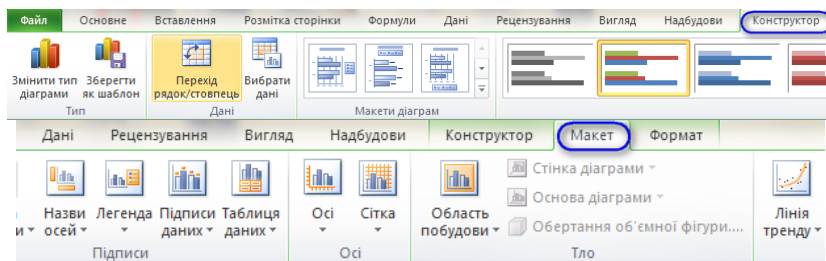 Файл Основне Вставлення Розмітка сторінки Формули Дані Рецензування Вигляд Надбудови Конструктор
Змінити тип Зберегти Перехід Вибрати
діаграми як шаблон рядок/стовпець дані
Тип Дані Макети діаграм
Дані Рецензування Вигляд Надбудови Конструктор Макет Формат
Стінка діаграми
Основа діаграми
Назви Легенда Підписи Таблиця Осі Сітка Область Лінія
и осей даних даних побудови Обертання об'ємної фігури.... тренду
Підписи Осі Тло